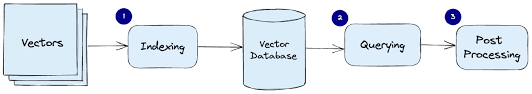 Vectors
1
Indexing
Vector
Database
2
Querying
3
Post
Processing